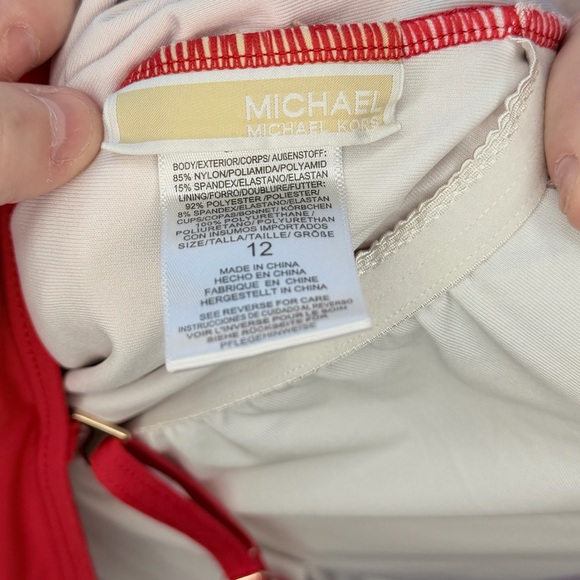 MICHAEL
MICHAEL KORS
BODY/EXTERIOR/CORPS/ AUßENSTOFF:
85% NYLON/POLIAMIDA/POLYAMID
15% SPANDEX/ELASTANO/ELASTAN
LINING/FORRO/DOUBLURE/FUTTER:
92% POLYESTER/POLIESTER/
8% SPANDEX/ELASTANO/ELASTAN
CUPS/COPAS/BONNET/KÖRBCHEN
100% POLYURETHANE/
POLIURETANO/POLYURETHAN
CON INSUMOS IMPORTADOS
SIZE/TALLA/TAILLE/ GRÖßE
12
MADE IN CHINA
HECHO EN CHINA
FABRIQUE EN CHINE
HERGESTELLT IN CHINA
SEE REVERSE FOR CARE
INSTRUCCIONES DE CUIDADO AL REVERSO
VOIR L'INVERSE POUR LE SOIN
SIEHE RÜCKSEITE ZUR
PFLEGEHINWEISE